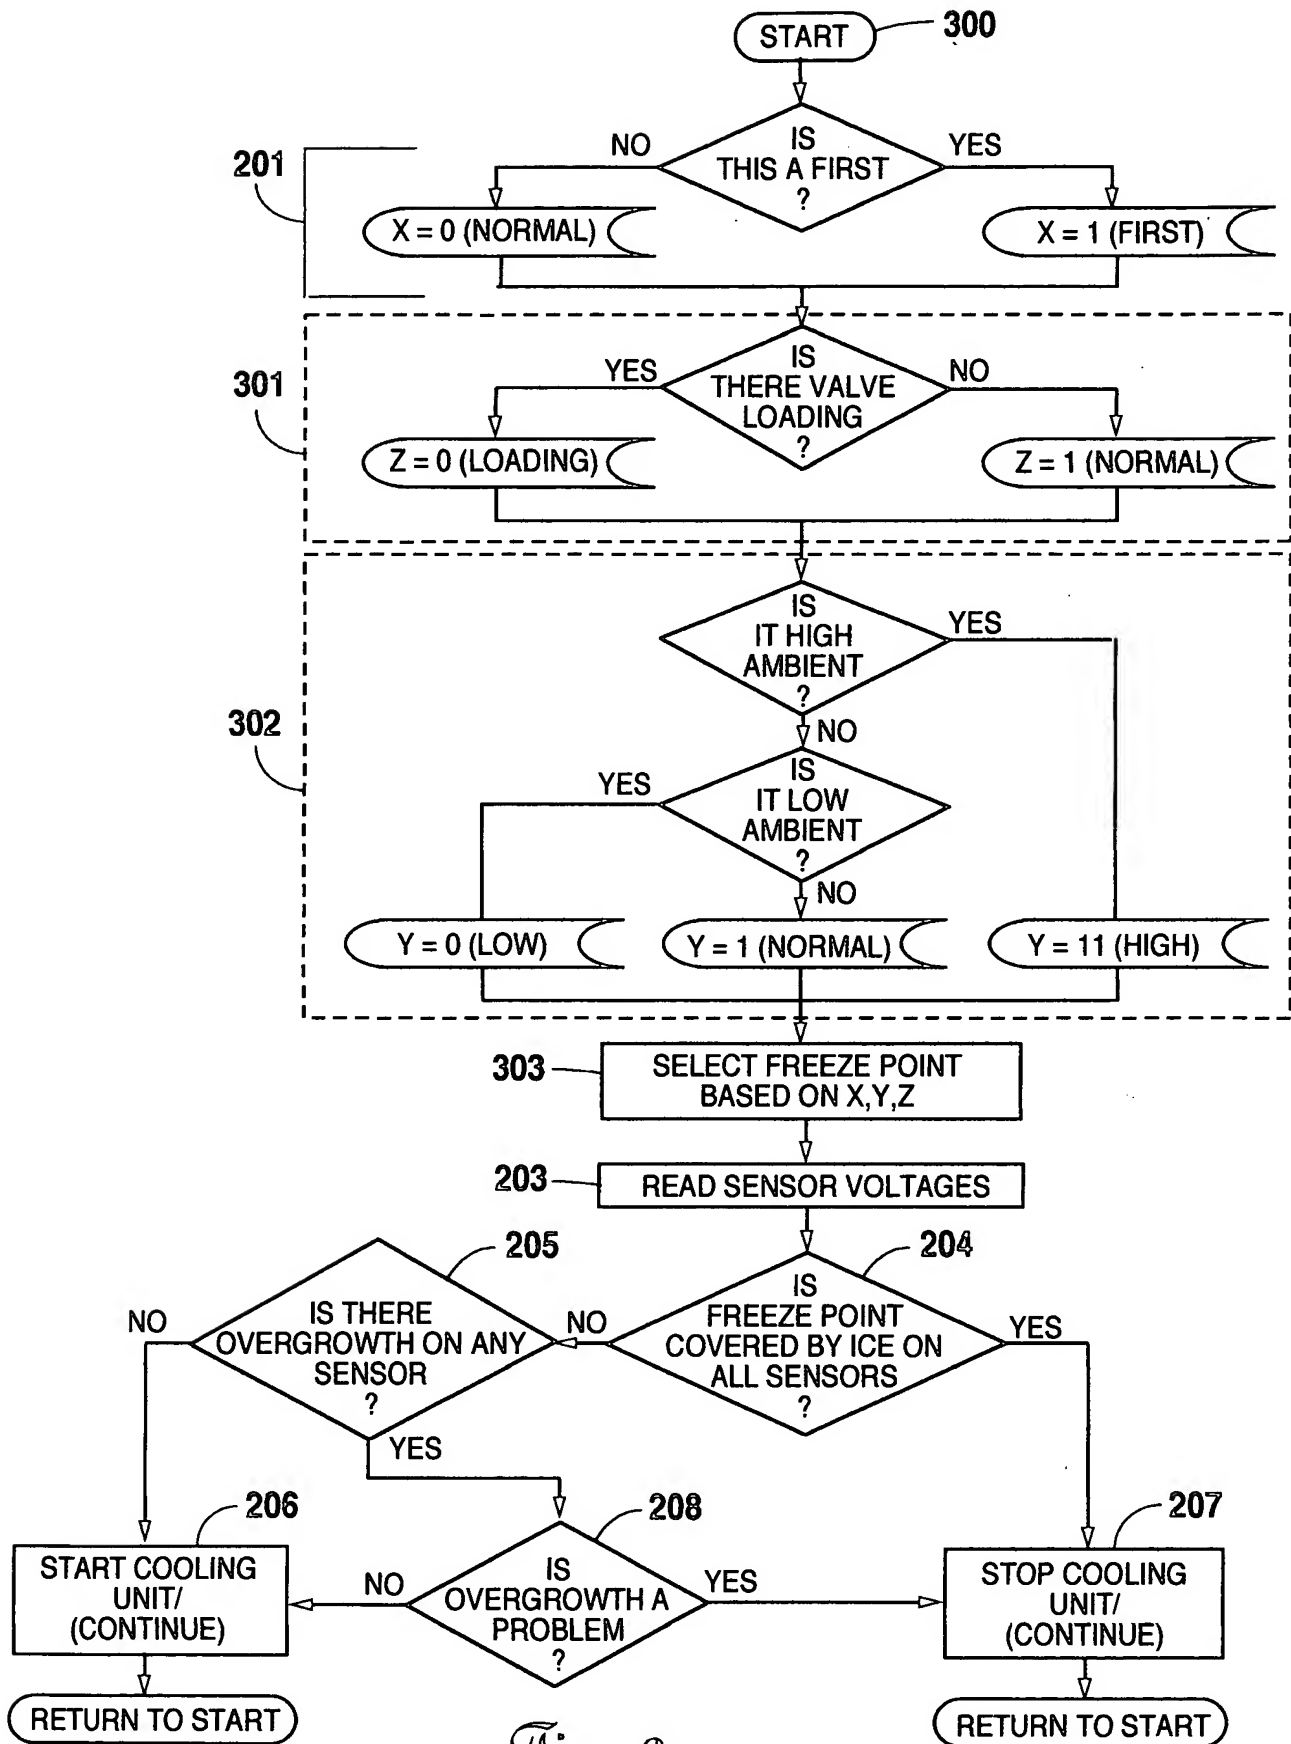 START
300
IS
THIS A FIRST
?
NO
YES
201
X = 0 (NORMAL)
X = 1 (FIRST)
301
IS
THERE VALVE
LOADING
?
YES
NO
Z = 0 (LOADING)
Z = 1 (NORMAL)
302
IS
IT HIGH
AMBIENT
?
YES
NO
IS
IT LOW
AMBIENT
?
YES
NO
Y = 0 (LOW)
Y = 1 (NORMAL)
Y = 11 (HIGH)
303
SELECT FREEZE POINT
BASED ON X,Y,Z
203
READ SENSOR VOLTAGES
205
204
IS THERE
OVERGROWTH ON ANY
SENSOR
?
NO
YES
IS
FREEZE POINT
COVERED BY ICE ON
ALL SENSORS
?
NO
YES
206
208
207
START COOLING
UNIT/
(CONTINUE)
NO
IS
OVERGROWTH A
PROBLEM
?
YES
STOP COOLING
UNIT/
(CONTINUE)
RETURN TO START
RETURN TO START